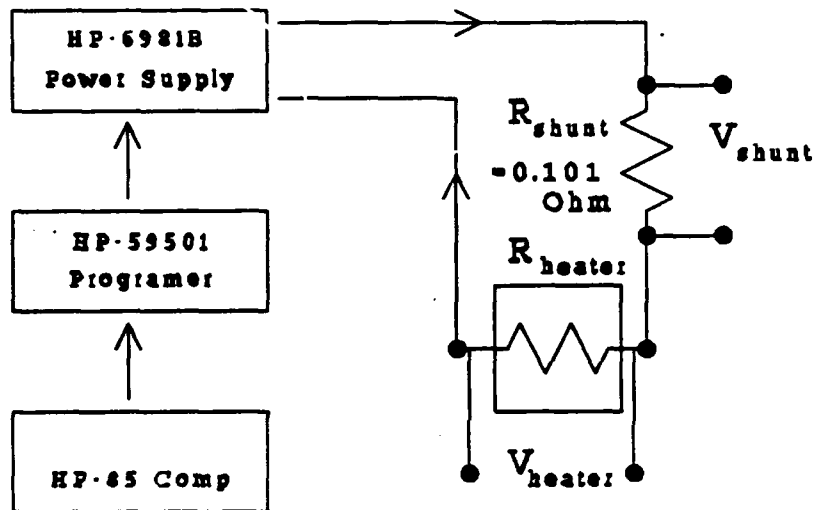 HP-6981B
Power Supply
HP-59501
Programer
HP-85 Comp
R shunt
=0.101
Ohm
V shunt
R heater
V heater